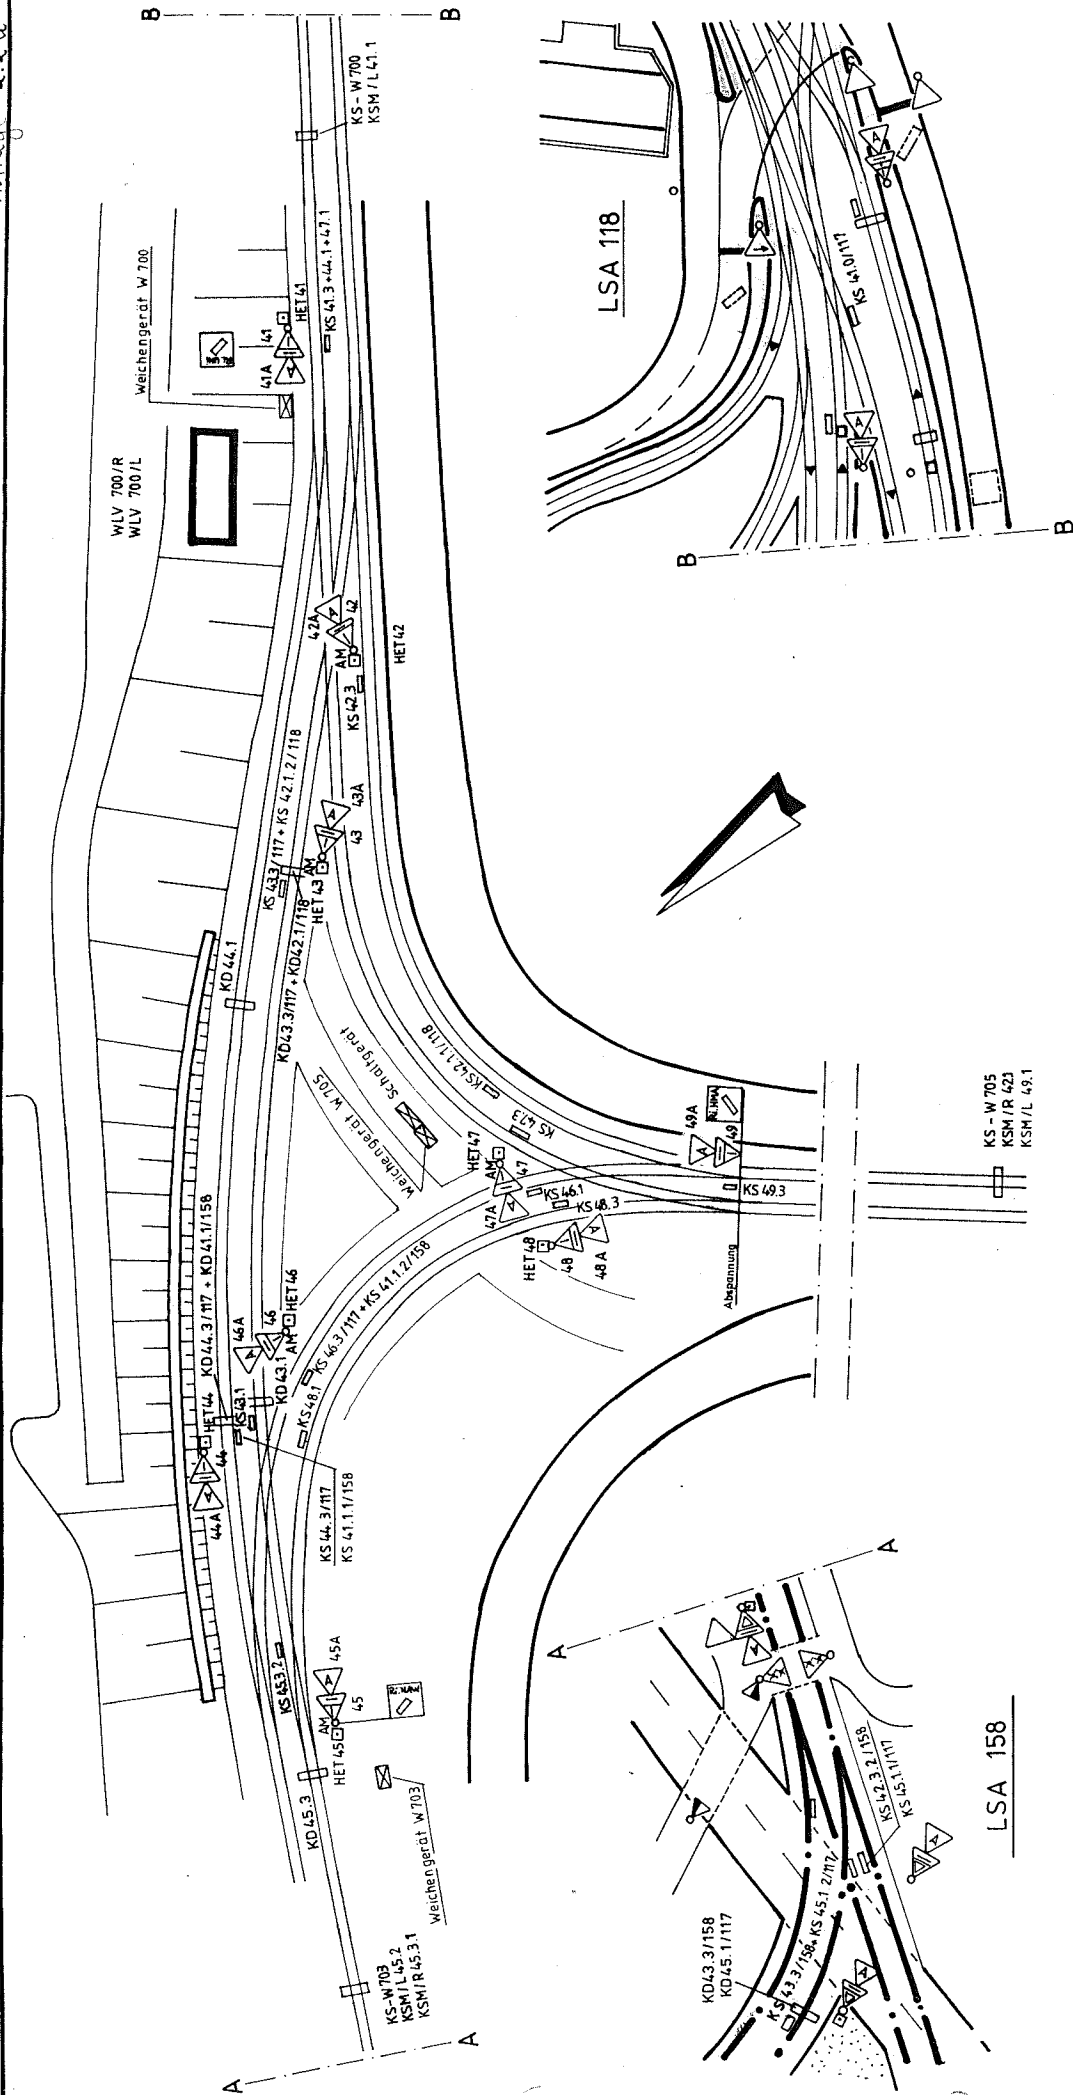 B
B
KS - W 700
KSM / L 41.1
Weichengerät W 700
HET 41
41
41A
KS 41.3 + 44.1 + 47.1
WLV 700/R
WLV 700/L
42A
42
AM
KS 42.3
HET 42
KS 43.3/117 + KS 42.1.2/118
43A
43
AM
HET 43
KD 43.3/117 + KD 42.1/118
KD 44.1
Schaltgerät
Weichengerät W 705
KS 42.1.1/118
KS 47.3
HET 47
AM
47
47A
KS 46.1
KS 48.3
HET 48
48
48 A
49A
Ri. HMA
49
KS 49.3
Abspannung
KS - W 705
KSM / R 42.1
KSM / L 49.1
KD 44.3/117 + KD 41.1/158
46A
46
AM
HET 46
KD 43.1
KS 43.1
HET 44
44
44A
KS 46.3/117 + KS 41.1.2/158
KS 48.1
KS 44.3/117
KS 41.1.1/158
KS 45.3.2
45A
45
AM
HET 45
KD 45.3
Weichengerät W 703
KS-W 703
KSM / L 45.2
KSM / R 45.3.1
A
A
LSA 118
KS 41.0/117
B
B
A
A
LSA 158
KD 43.3/158
KD 45.1/117
KS 43.3/158 + KS 45.1.2/117
KS 42.3.2/158
KS 45.1.1/117